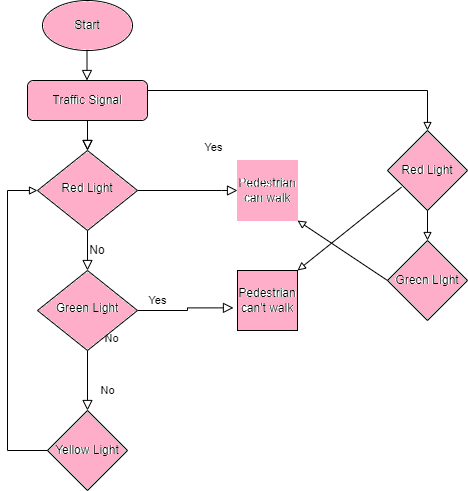 Start
Traffic Signal
Yes
Red Light
Pedestrian
can walk
Red Light
No
Green Light
Yes
Pedestrian
can't walk
Green Light
No
No
Yellow Light